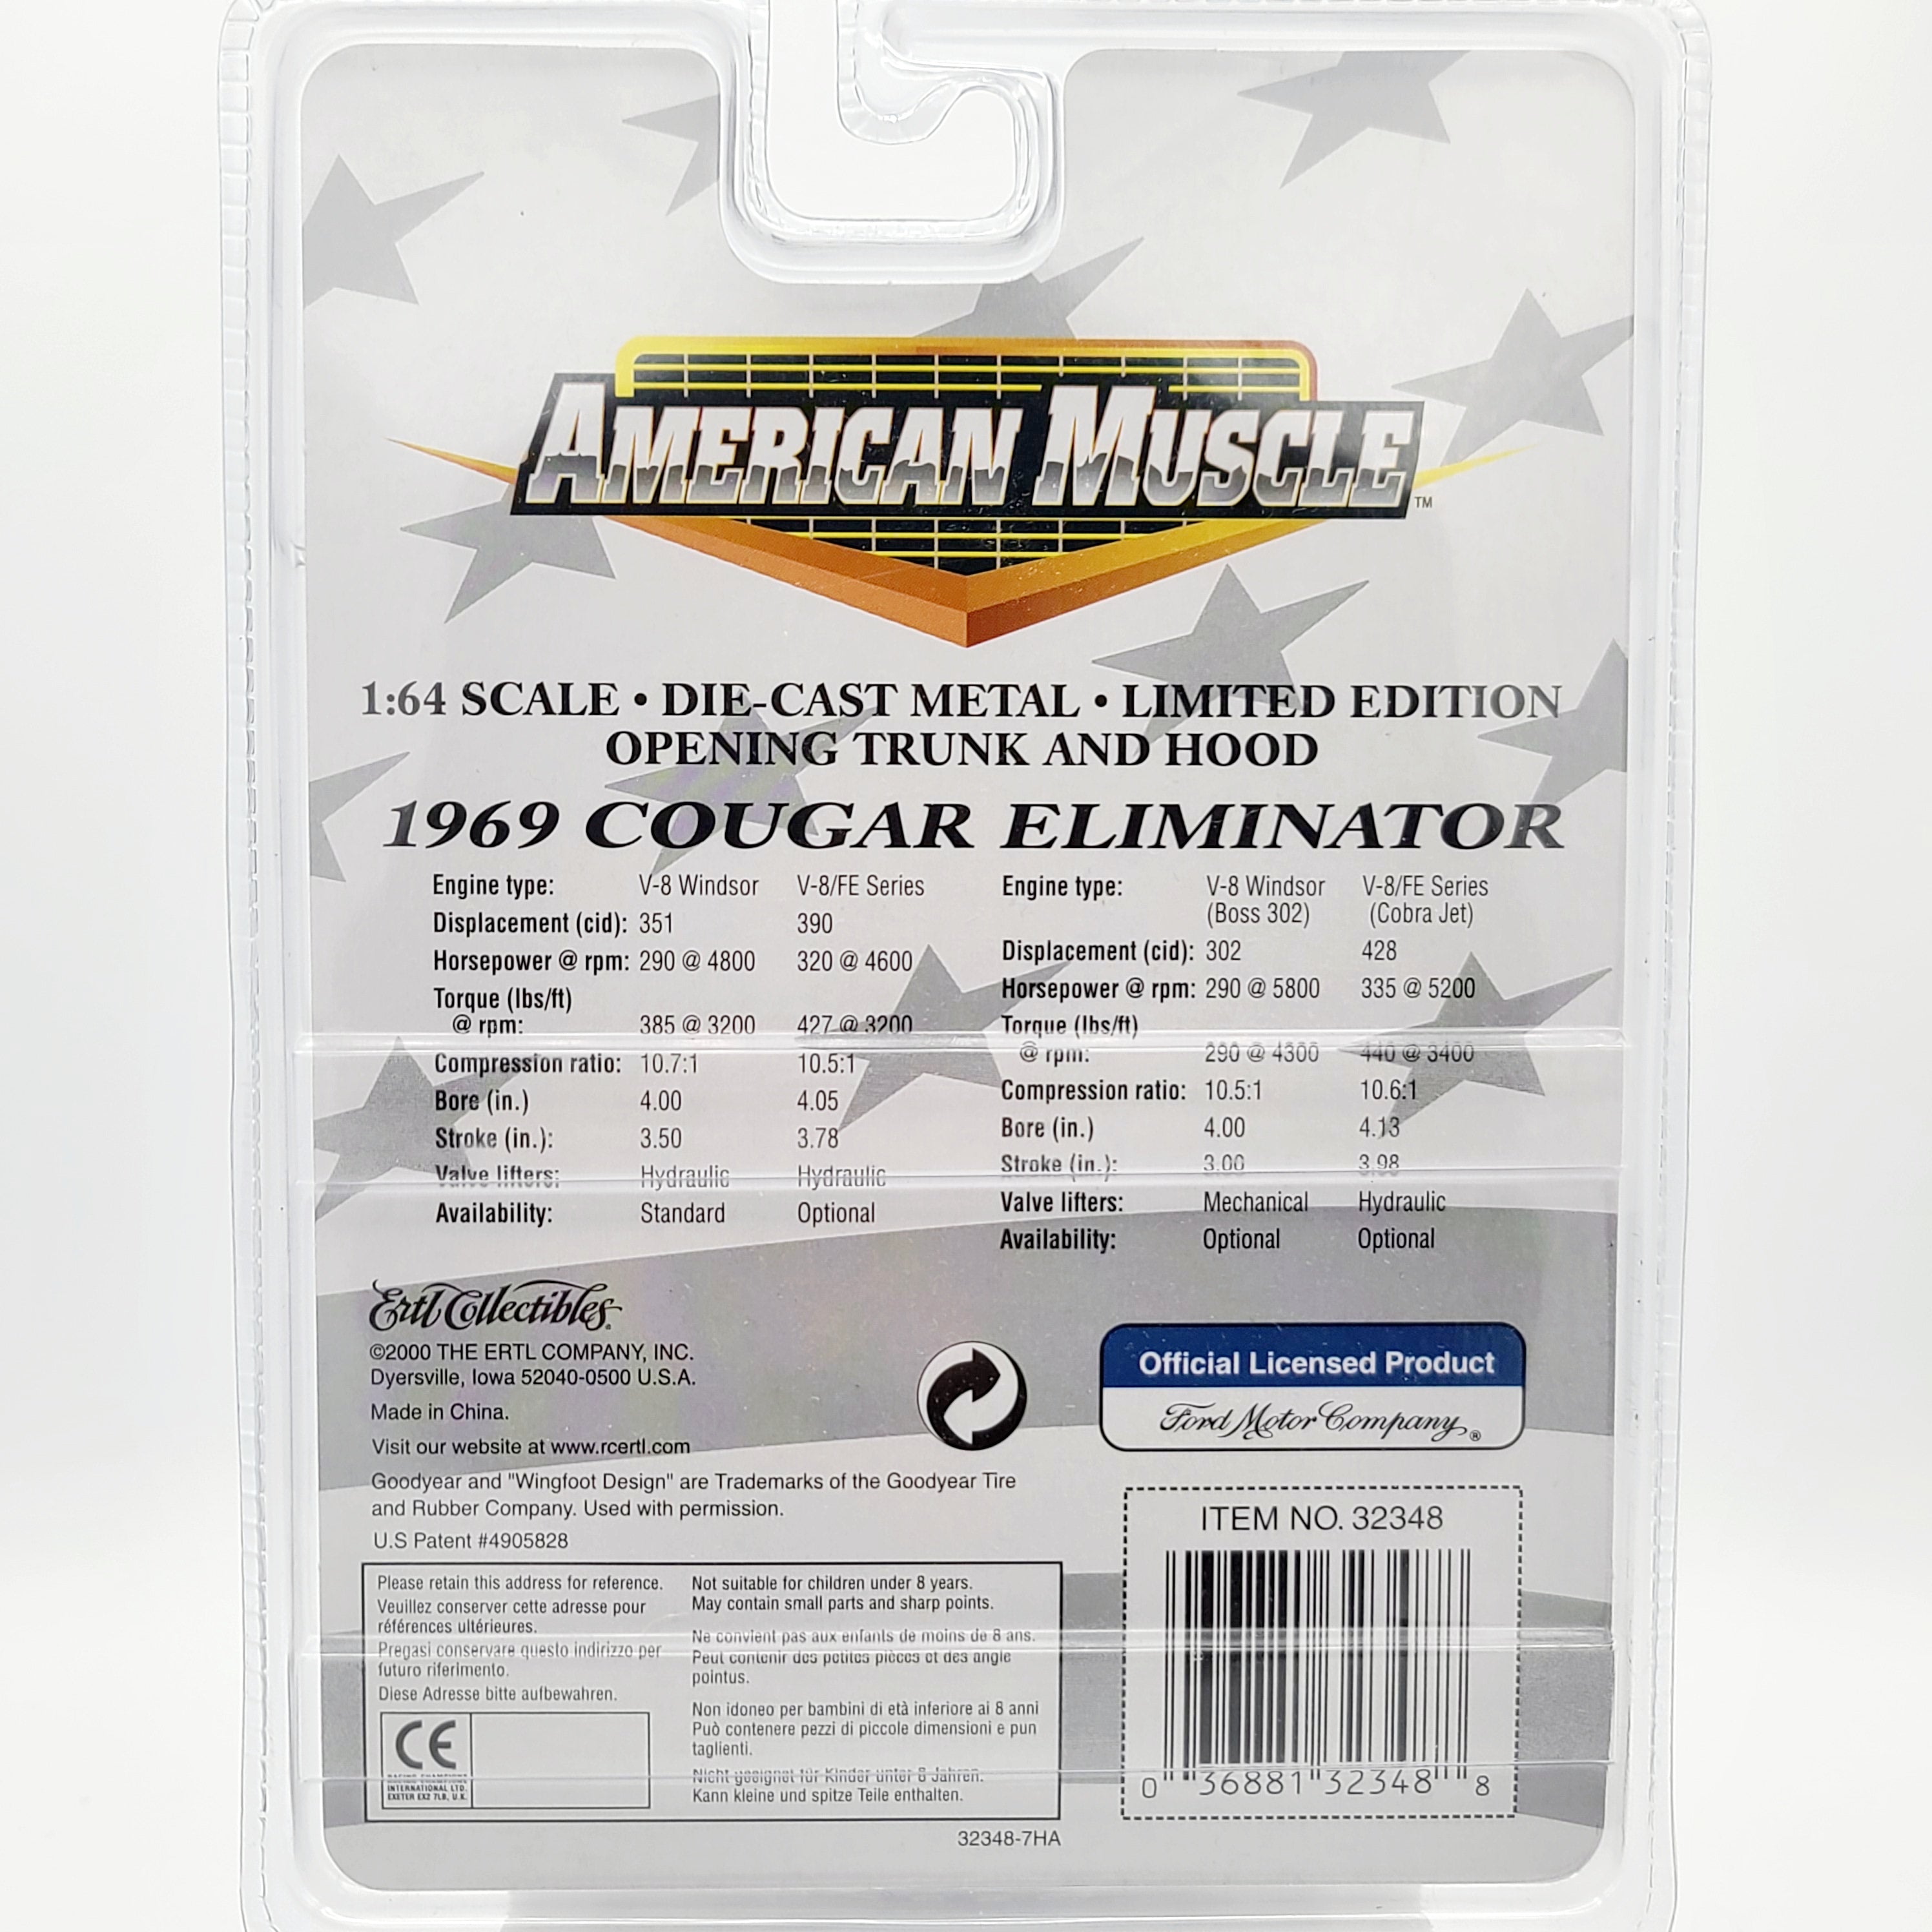 AMERICAN MUSCLE TM
1:64 SCALE • DIE-CAST METAL • LIMITED EDITION
OPENING TRUNK AND HOOD
1969 COUGAR ELIMINATOR
Engine type: V-8 Windsor V-8/FE Series
Displacement (cid): 351 390
Horsepower @ rpm: 290 @ 4800 320 @ 4600
Torque (lbs/ft)
@ rpm: 385 @ 3200 427 @ 3200
Compression ratio: 10.7:1 10.5:1
Bore (in.) 4.00 4.05
Stroke (in.): 3.50 3.78
Valve lifters: Hydraulic Hydraulic
Availability: Standard Optional
Engine type: V-8 Windsor V-8/FE Series
(Boss 302) (Cobra Jet)
Displacement (cid): 302 428
Horsepower @ rpm: 290 @ 5800 335 @ 5200
Torque (lbs/ft)
@ rpm: 290 @ 4300 440 @ 3400
Compression ratio: 10.5:1 10.6:1
Bore (in.) 4.00 4.13
Stroke (in.): 3.00 3.98
Valve lifters: Mechanical Hydraulic
Availability: Optional Optional
Ertl Collectibles®
©2000 THE ERTL COMPANY, INC.
Dyersville, Iowa 52040-0500 U.S.A.
Made in China.
Visit our website at www.rcertl.com
Goodyear and "Wingfoot Design" are Trademarks of the Goodyear Tire
and Rubber Company. Used with permission.
U.S Patent #4905828
Official Licensed Product
Ford Motor Company®
Please retain this address for reference.
Veuillez conserver cette adresse pour
références ultérieures.
Pregasi conservare questo indirizzo per
futuro riferimento.
Diese Adresse bitte aufbewahren.
CE
RACING CHAMPIONS
INTERNATIONAL LTD.
EXETER EX2 7LB, U.K.
Not suitable for children under 8 years.
May contain small parts and sharp points.
Ne convient pas aux enfants de moins de 8 ans.
Peut contenir des petites pièces et des angle
pointus.
Non idoneo per bambini di età inferiore ai 8 anni
Può contenere pezzi di piccole dimensioni e pun
taglienti.
Nicht geeignet für Kinder unter 8 Jahren.
Kann kleine und spitze Teile enthalten.
ITEM NO. 32348
0 36881 32348 8
32348-7HA